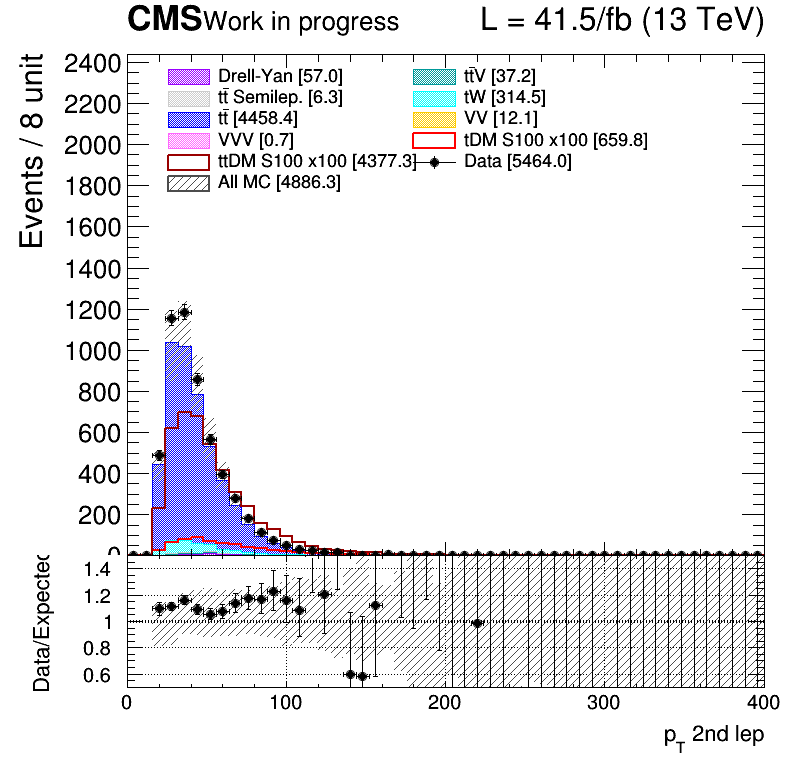 CMS Work in progress L = 41.5/fb (13 TeV)
Events / 8 unit
2400
2200
2000
1800
1600
1400
1200
1000
800
600
400
200
0
Drell-Yan [57.0] tt̄V [37.2]
tt̄ Semilep. [6.3] tW [314.5]
tt̄ [4458.4] VV [12.1]
VVV [0.7] tDM S100 x100 [659.8]
ttDM S100 x100 [4377.3] Data [5464.0]
All MC [4886.3]
Data/Expected
1.4
1.2
1
0.8
0.6
0 100 200 300 400
p_T 2nd lep